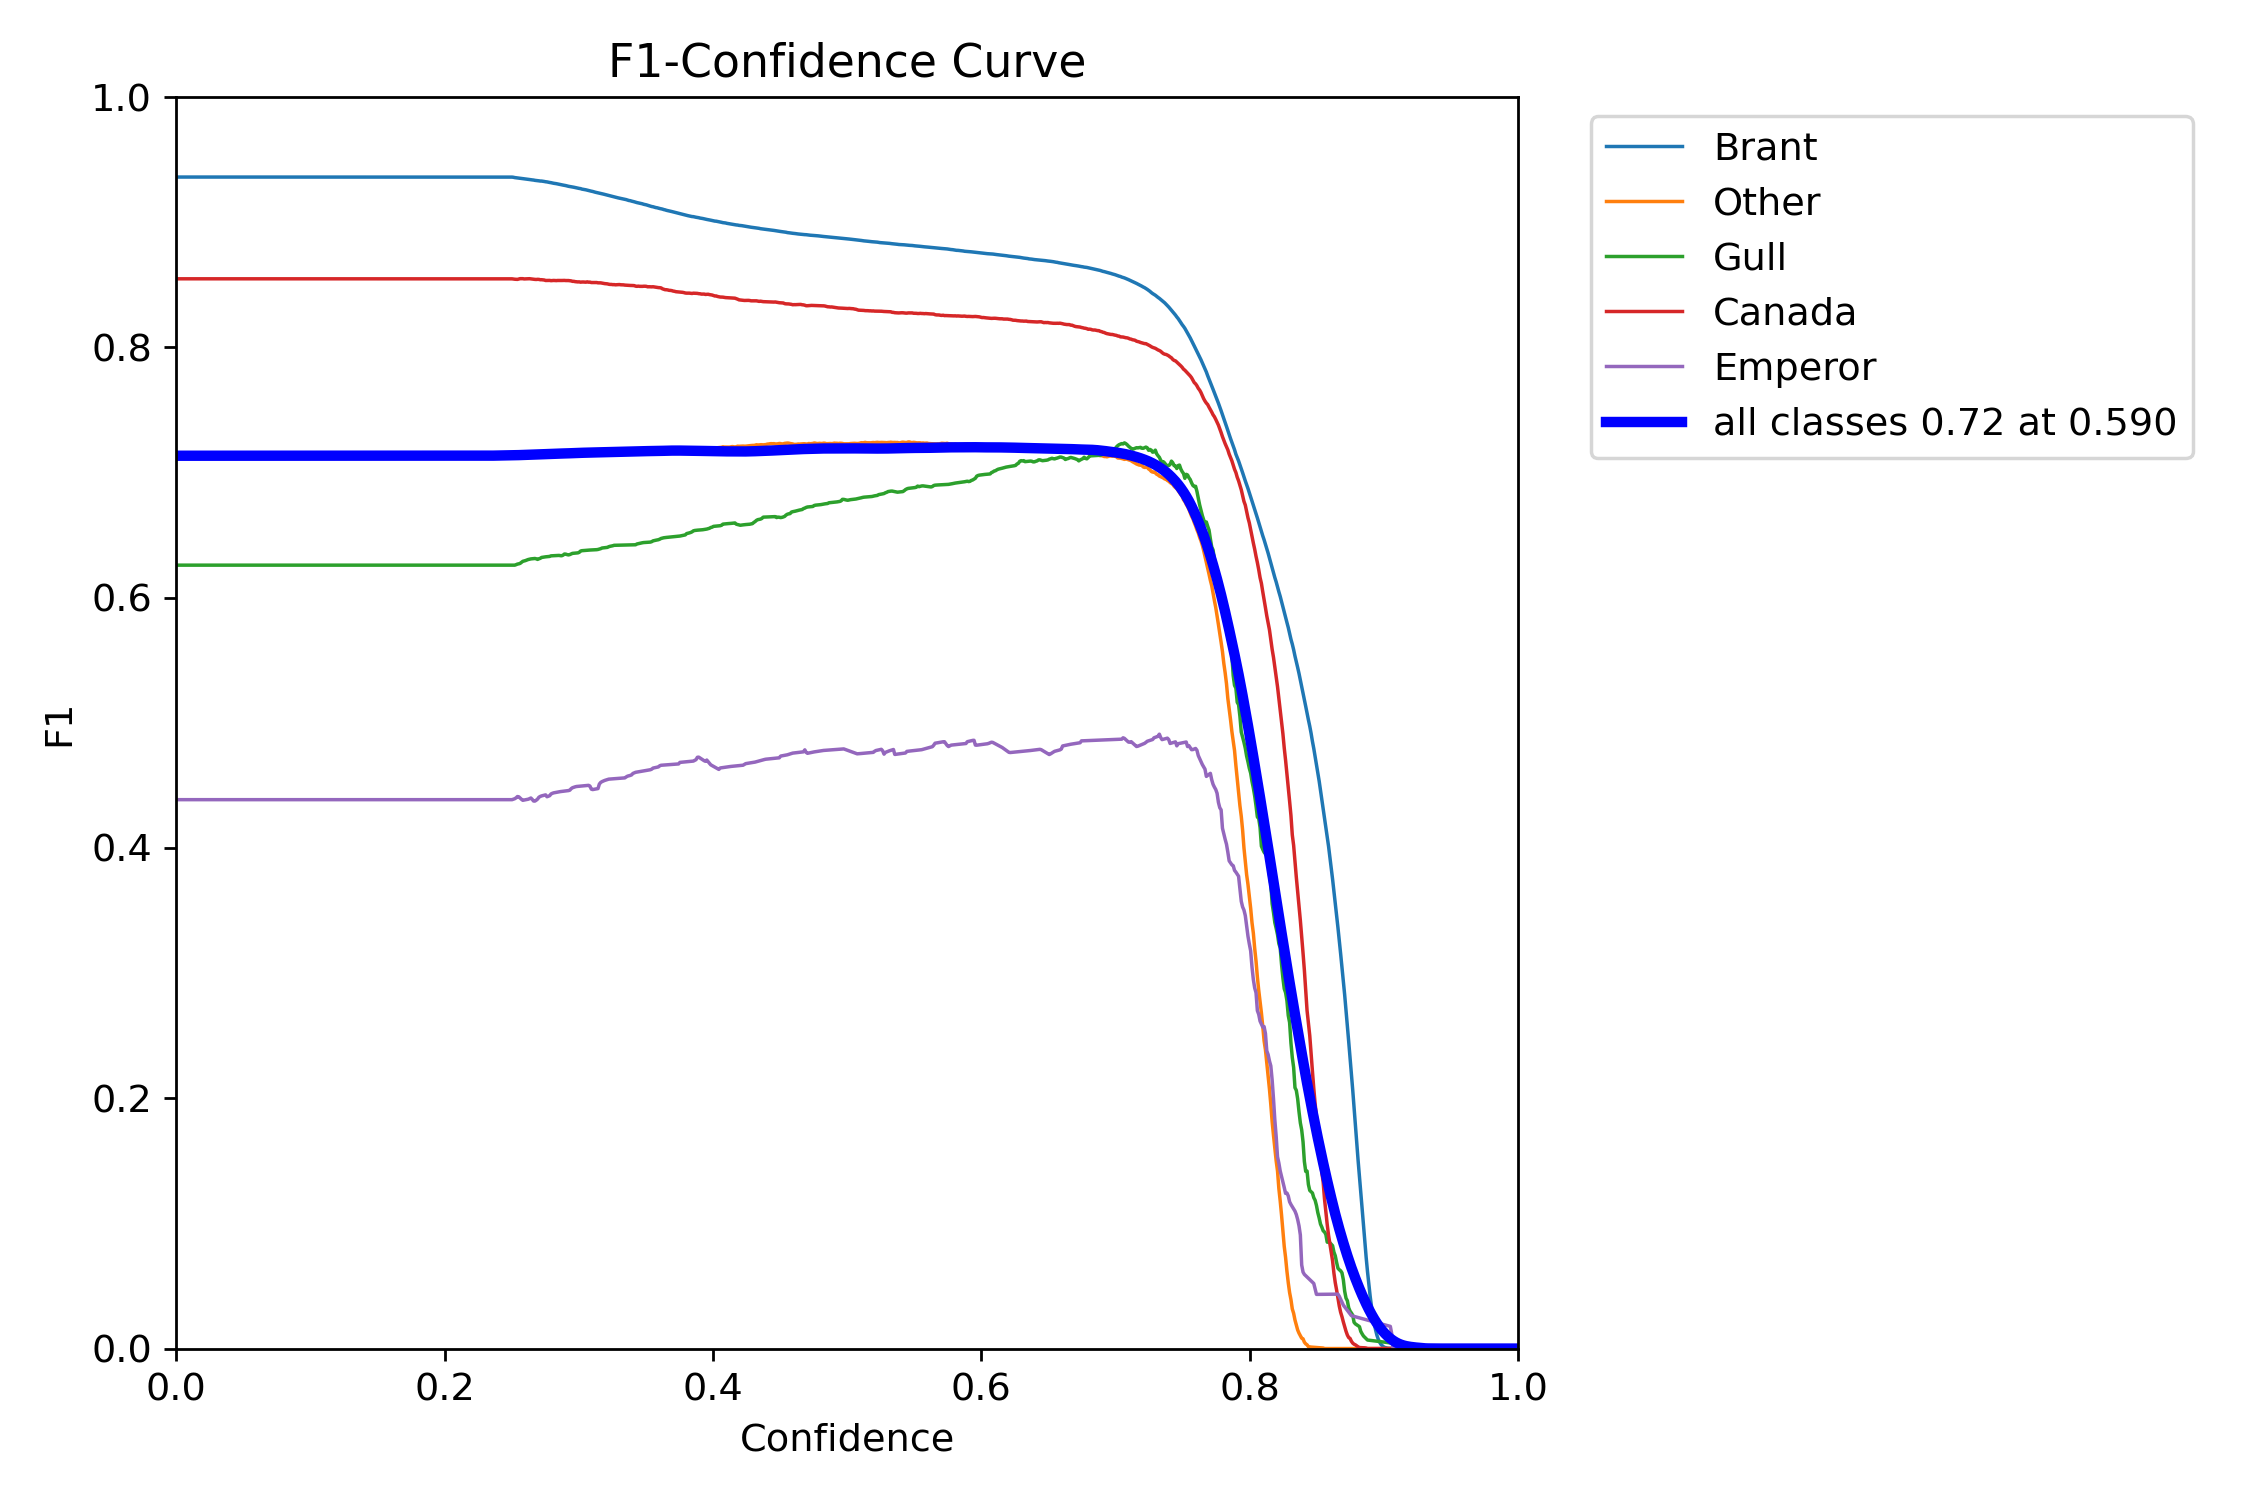 F1-Confidence Curve
1.0
0.8
0.6
0.4
0.2
0.0
F1
0.0 0.2 0.4 0.6 0.8 1.0
Confidence
Brant
Other
Gull
Canada
Emperor
all classes 0.72 at 0.590